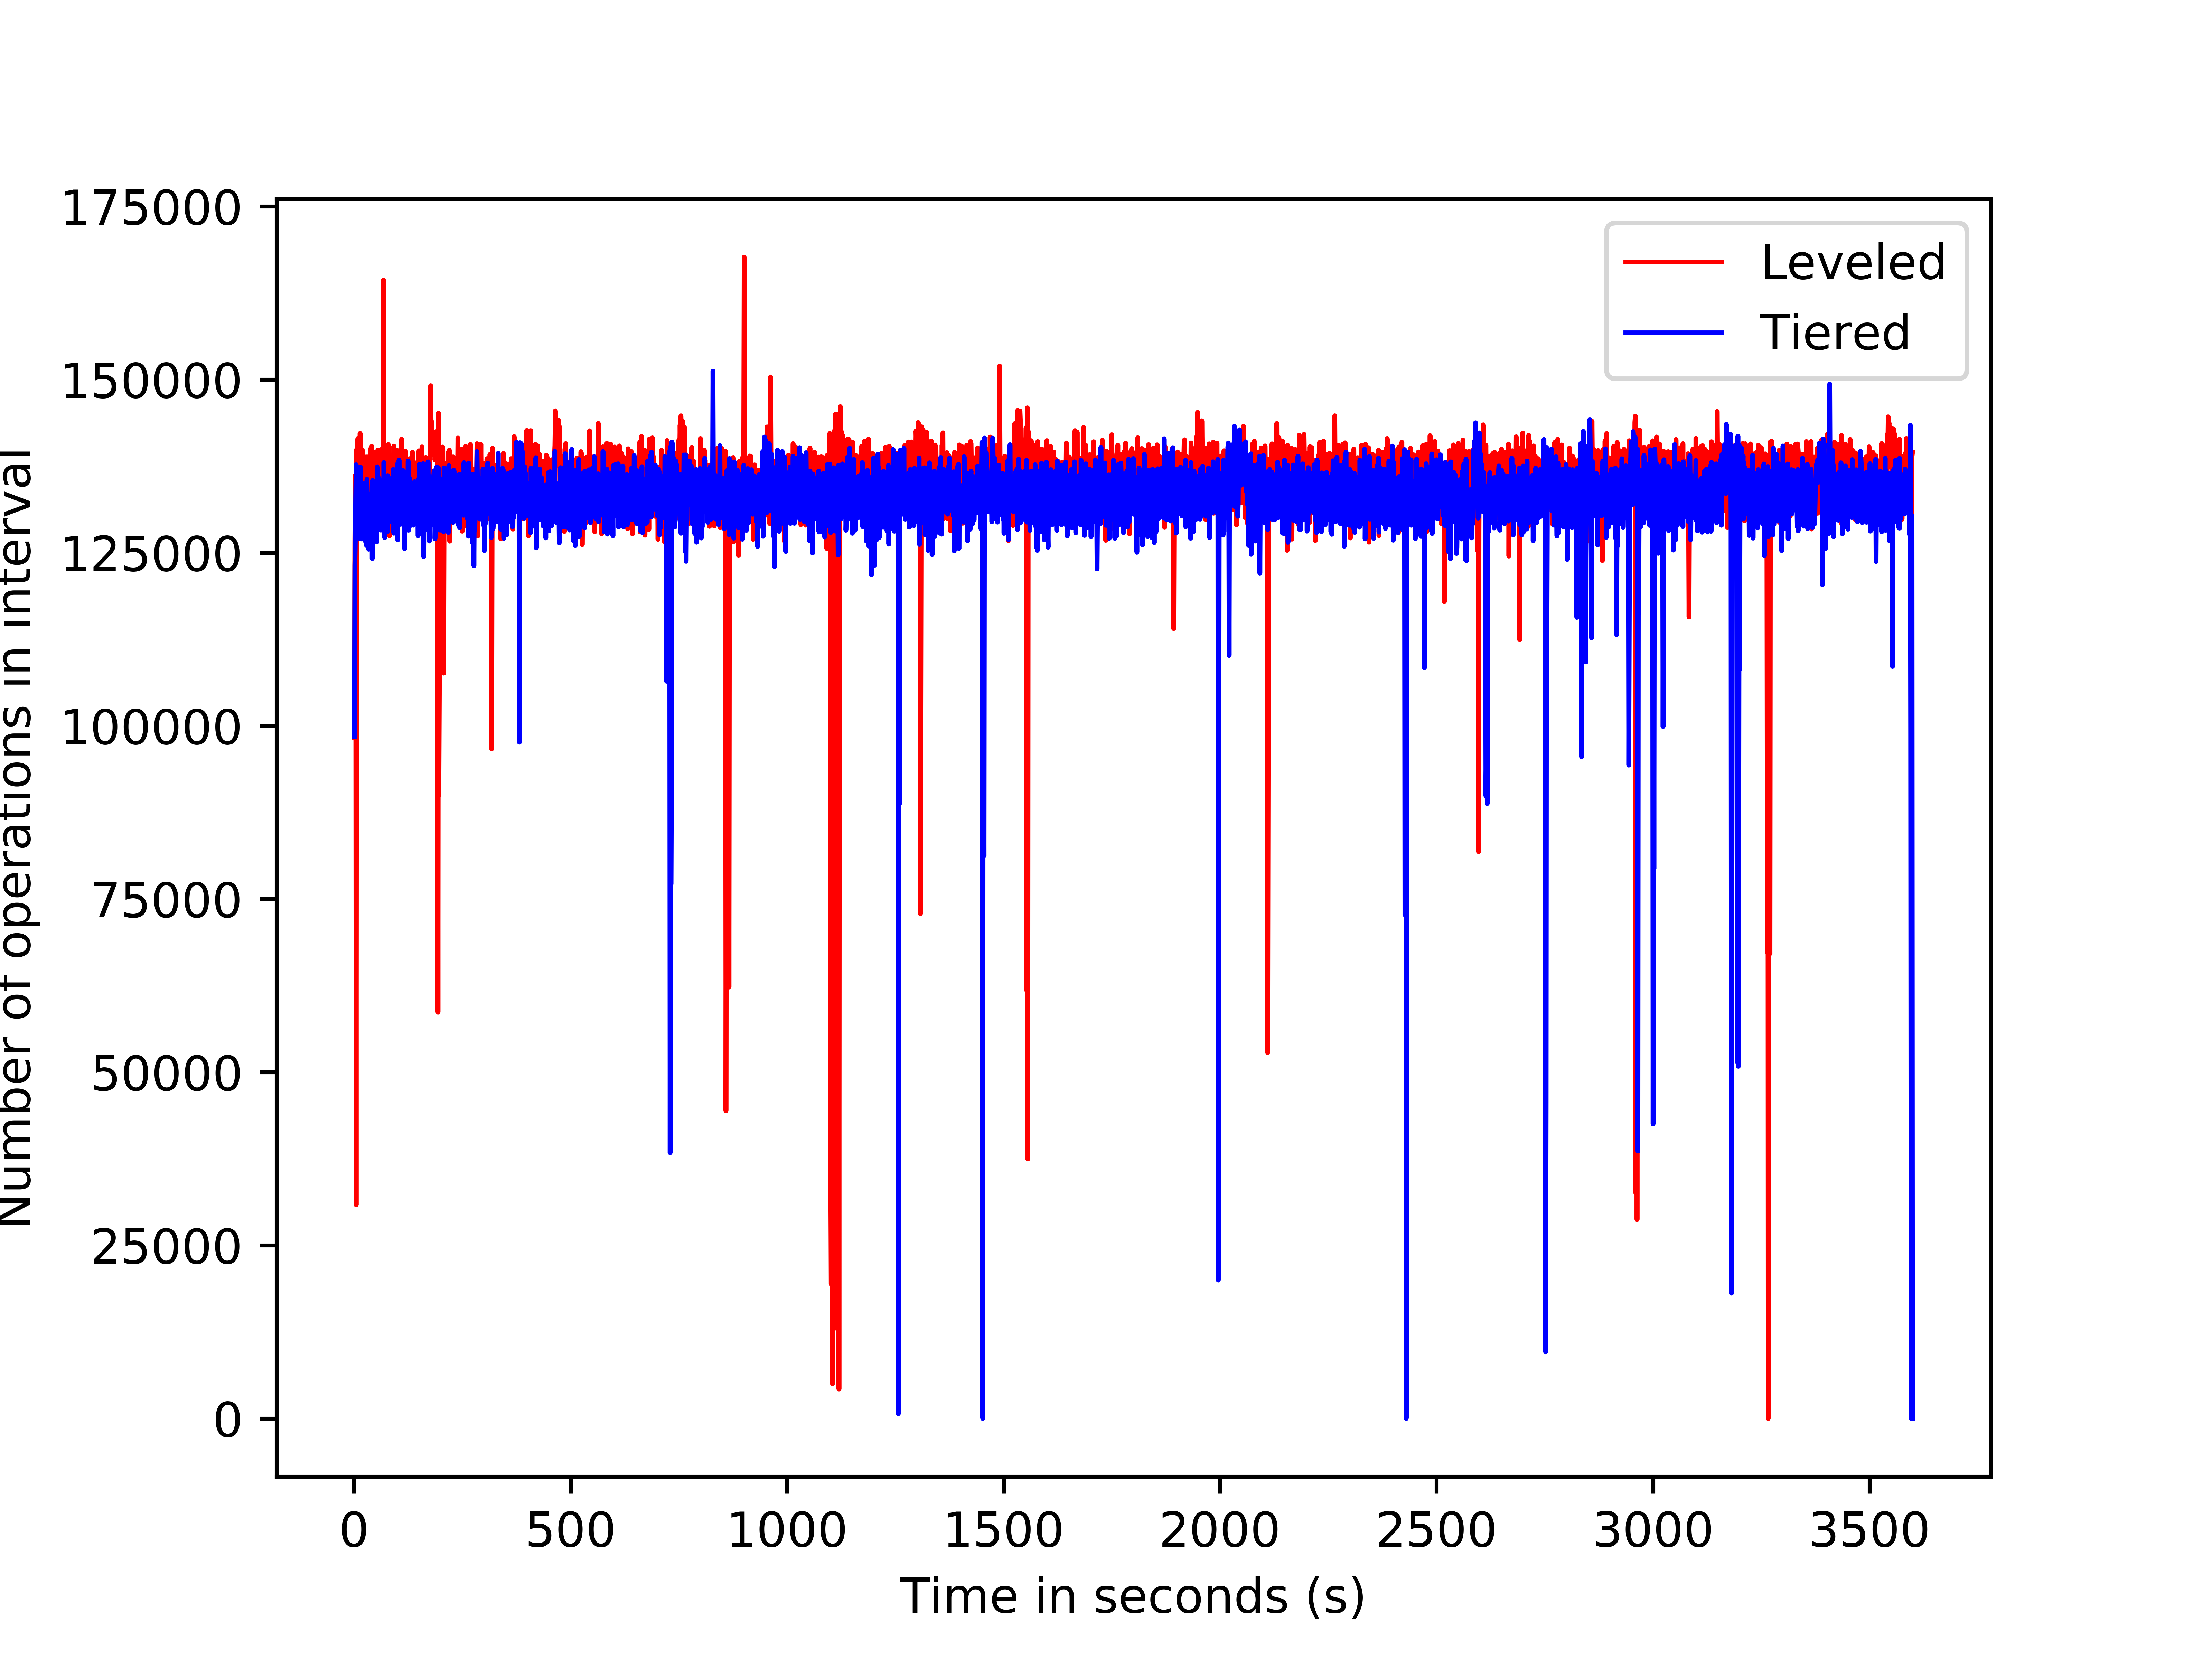 Number of operations in interval
175000
150000
125000
100000
75000
50000
25000
0
Leveled
Tiered
0 500 1000 1500 2000 2500 3000 3500
Time in seconds (s)